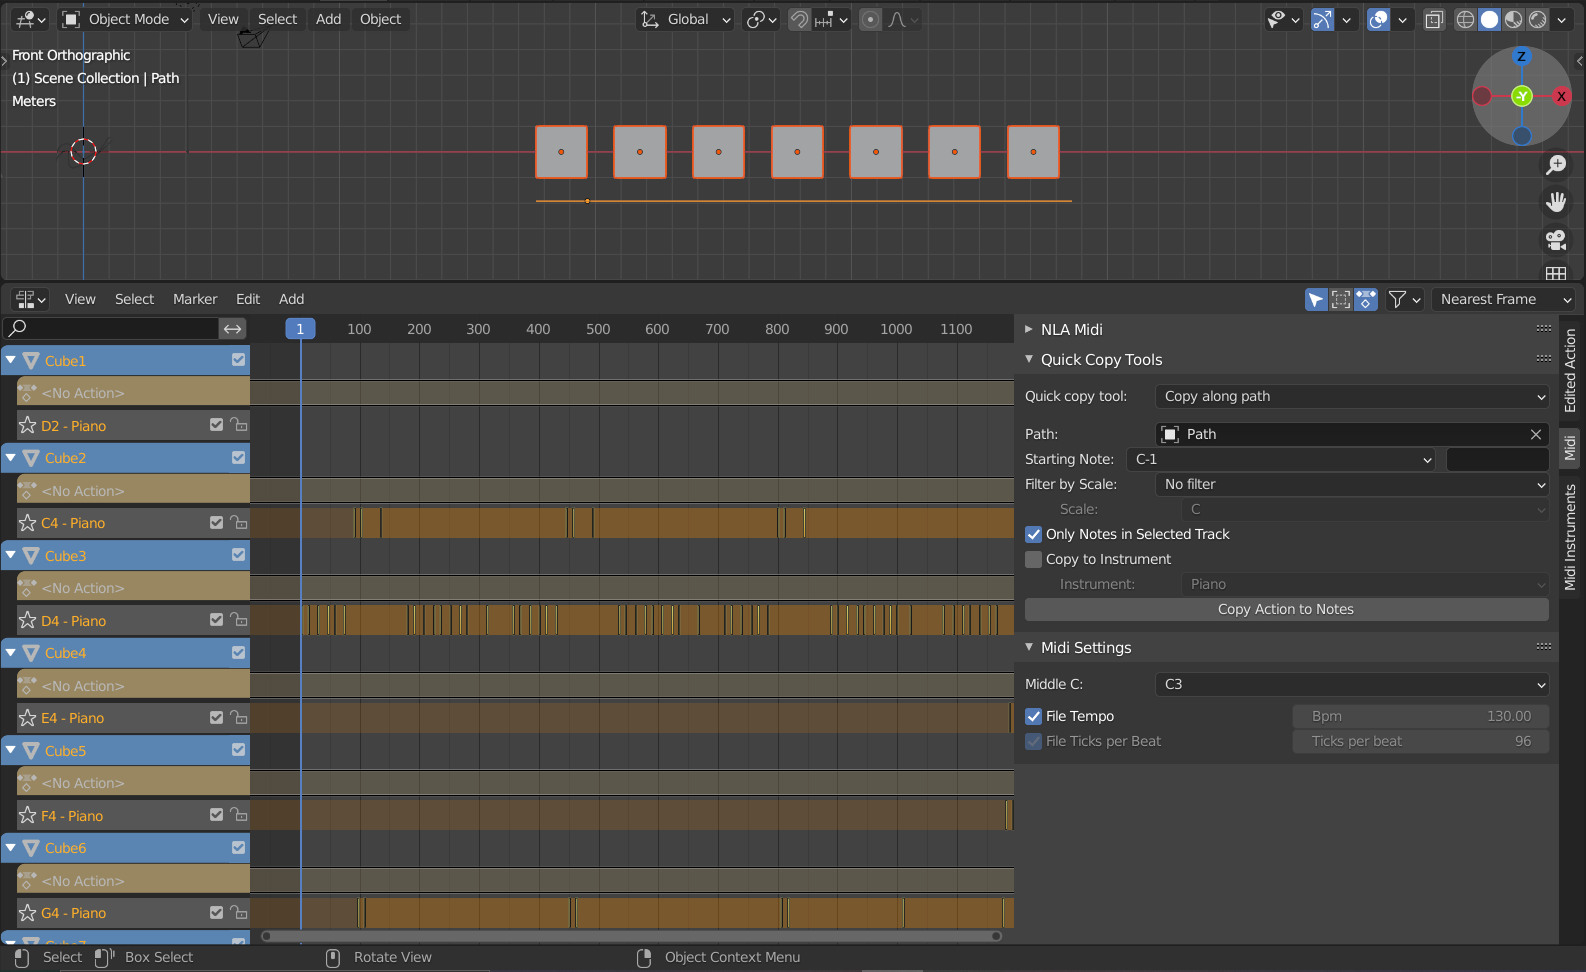 Object Mode View Select Add Object Global
Front Orthographic
(1) Scene Collection | Path
Meters
Z
-Y
X
View Select Marker Edit Add Nearest Frame
1 100 200 300 400 500 600 700 800 900 1000 1100
Cube1
<No Action>
D2 - Piano
Cube2
<No Action>
C4 - Piano
Cube3
<No Action>
D4 - Piano
Cube4
<No Action>
E4 - Piano
Cube5
<No Action>
F4 - Piano
Cube6
<No Action>
G4 - Piano
NLA Midi
Quick Copy Tools
Quick copy tool: Copy along path
Path: Path
Starting Note: C-1
Filter by Scale: No filter
Scale: C
Only Notes in Selected Track
Copy to Instrument
Instrument: Piano
Copy Action to Notes
Midi Settings
Middle C: C3
File Tempo Bpm 130.00
File Ticks per Beat Ticks per beat 96
Edited Action
Midi
Midi Instruments
Select Box Select Rotate View Object Context Menu